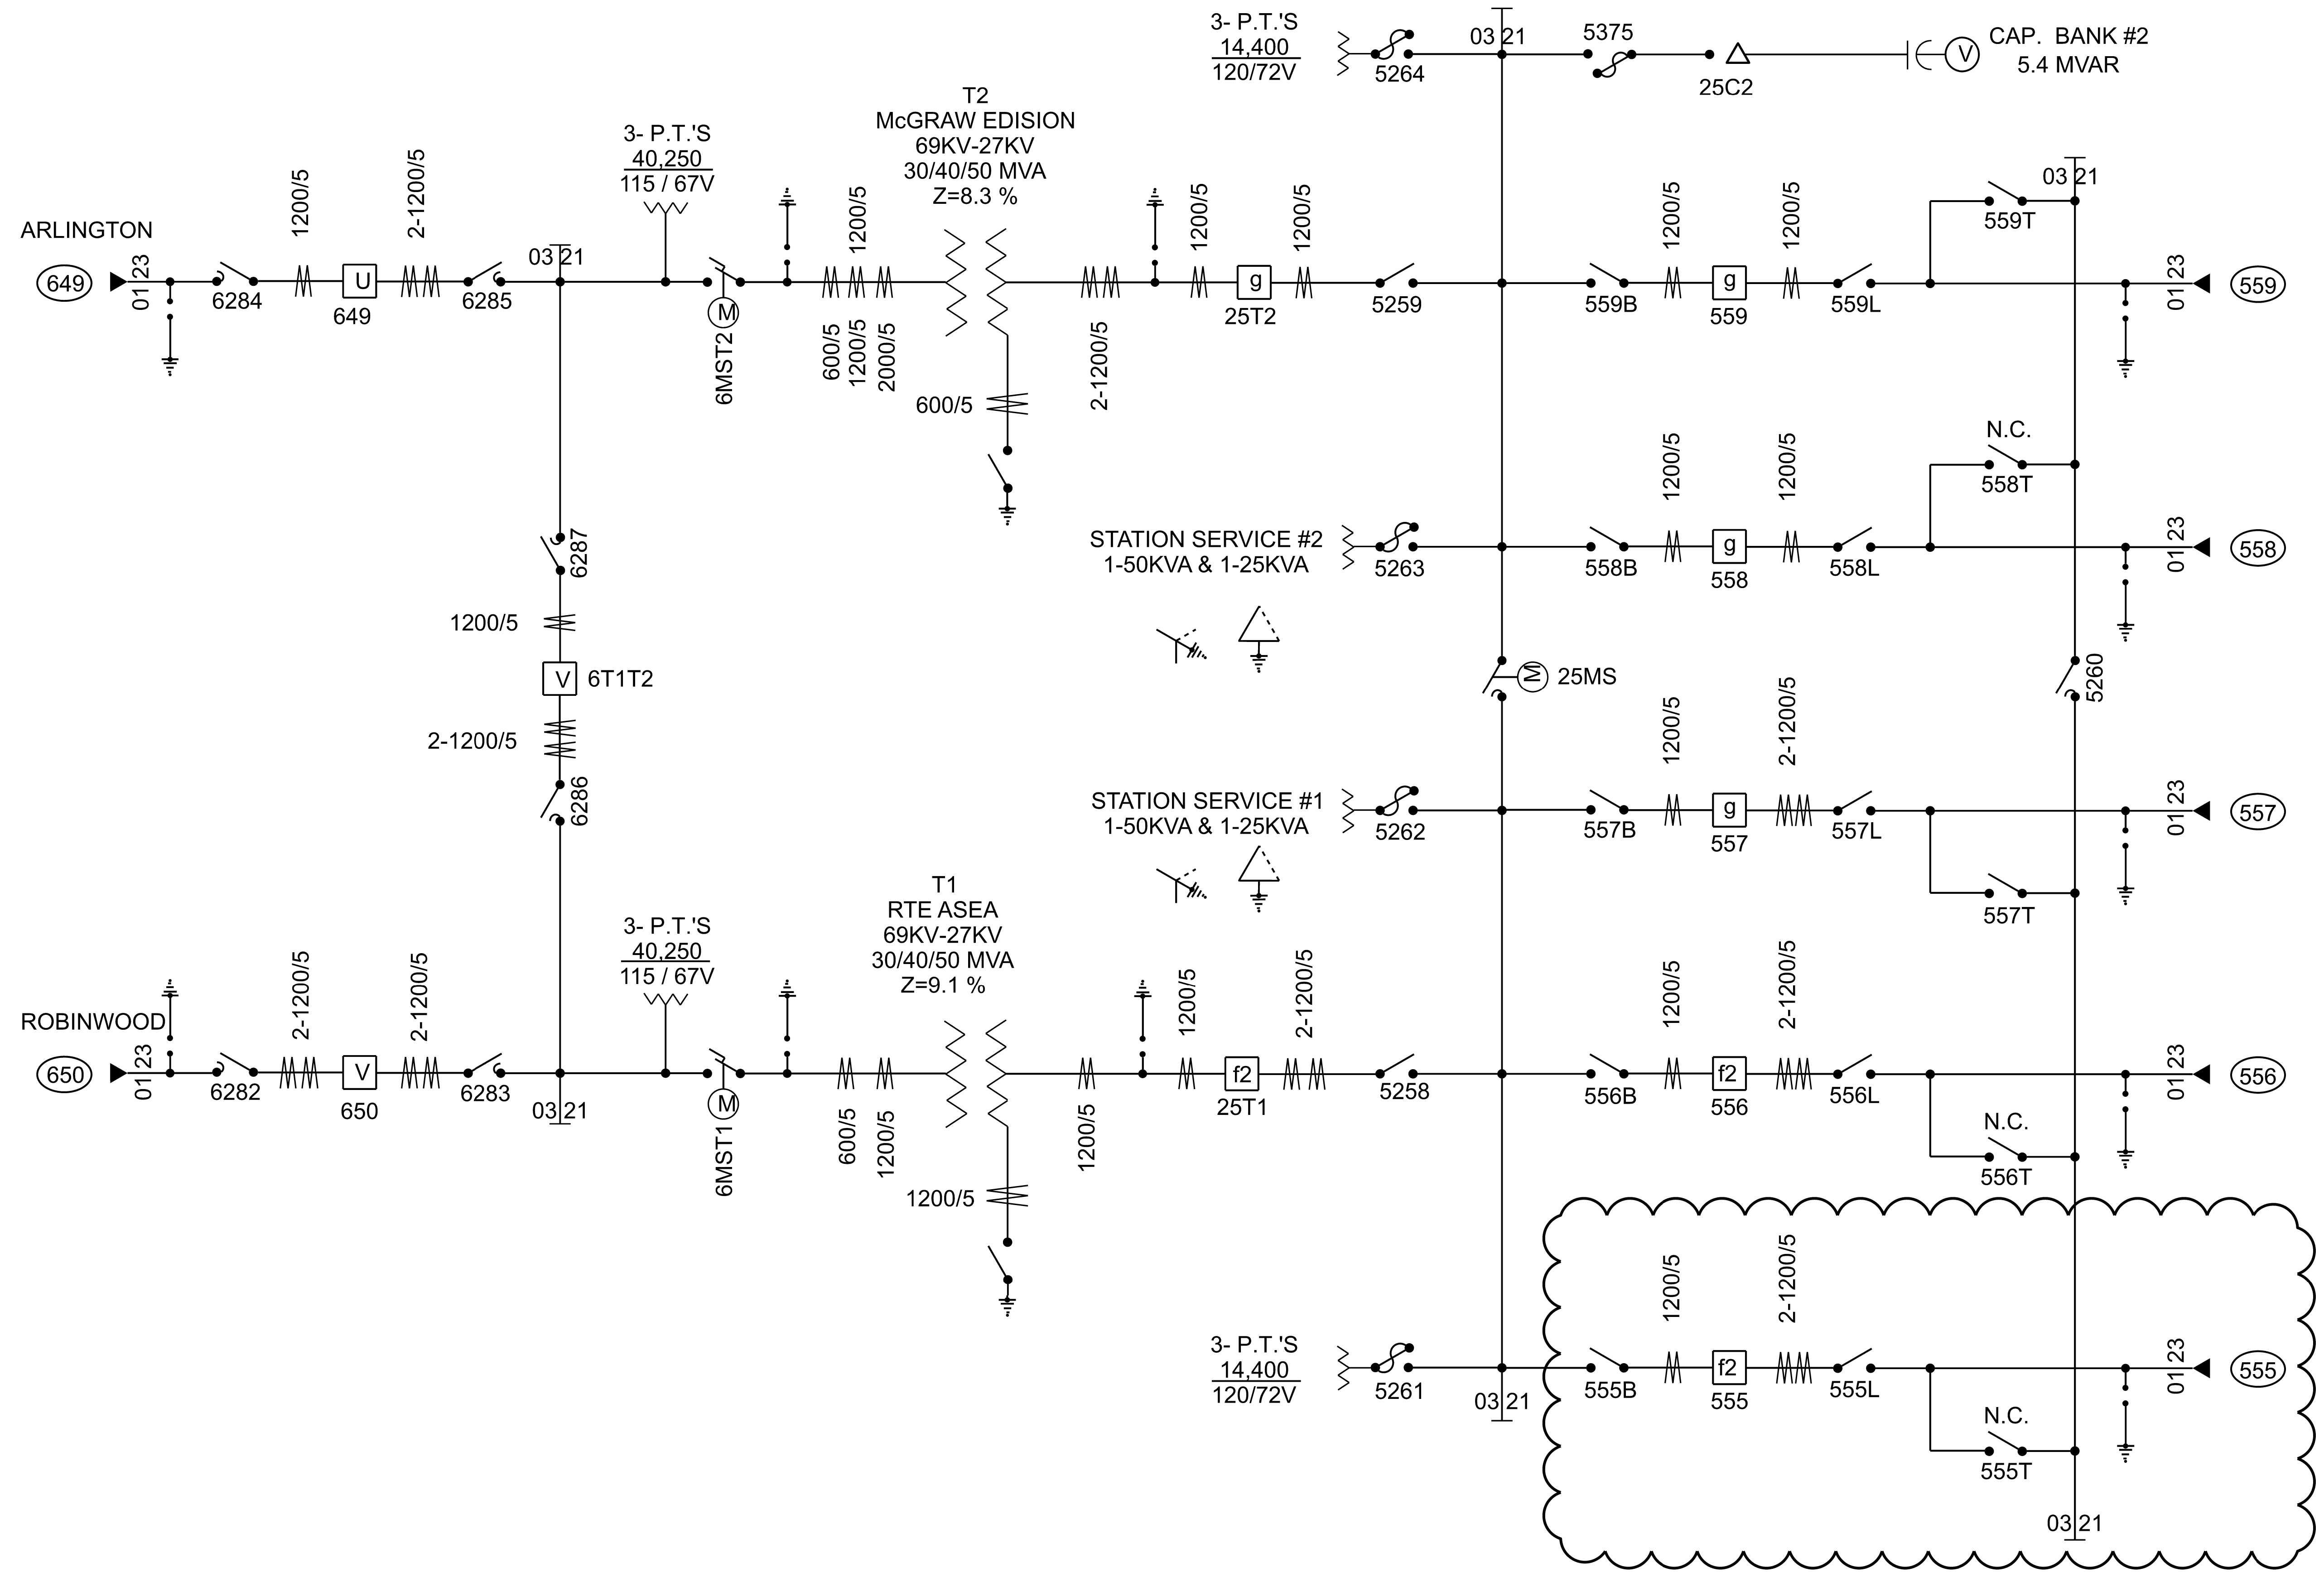 3- P.T.'S
14,400
120/72V
5264
03 21
5375
25C2
V
CAP. BANK #2
5.4 MVAR
T2
McGRAW EDISION
69KV-27KV
30/40/50 MVA
Z=8.3 %
3- P.T.'S
40,250
115 / 67V
ARLINGTON
649
01 23
6284
1200/5
U
649
2-1200/5
6285
03 21
M
6MST2
600/5
1200/5
1200/5
2000/5
600/5
2-1200/5
1200/5
g
25T2
1200/5
5259
559B
1200/5
g
559
1200/5
559L
559T
03 21
01 23
559
6287
1200/5
V
6T1T2
2-1200/5
6286
STATION SERVICE #2
1-50KVA & 1-25KVA
5263
558B
1200/5
g
558
1200/5
558L
N.C.
558T
01 23
558
M
25MS
5260
STATION SERVICE #1
1-50KVA & 1-25KVA
5262
557B
1200/5
g
557
2-1200/5
557L
557T
01 23
557
T1
RTE ASEA
69KV-27KV
30/40/50 MVA
Z=9.1 %
3- P.T.'S
40,250
115 / 67V
ROBINWOOD
650
01 23
6282
2-1200/5
V
650
2-1200/5
6283
03 21
M
6MST1
600/5
1200/5
1200/5
1200/5
1200/5
f2
25T1
2-1200/5
5258
556B
1200/5
f2
556
2-1200/5
556L
N.C.
556T
01 23
556
3- P.T.'S
14,400
120/72V
5261
03 21
555B
1200/5
f2
555
2-1200/5
555L
N.C.
555T
01 23
555
03 21